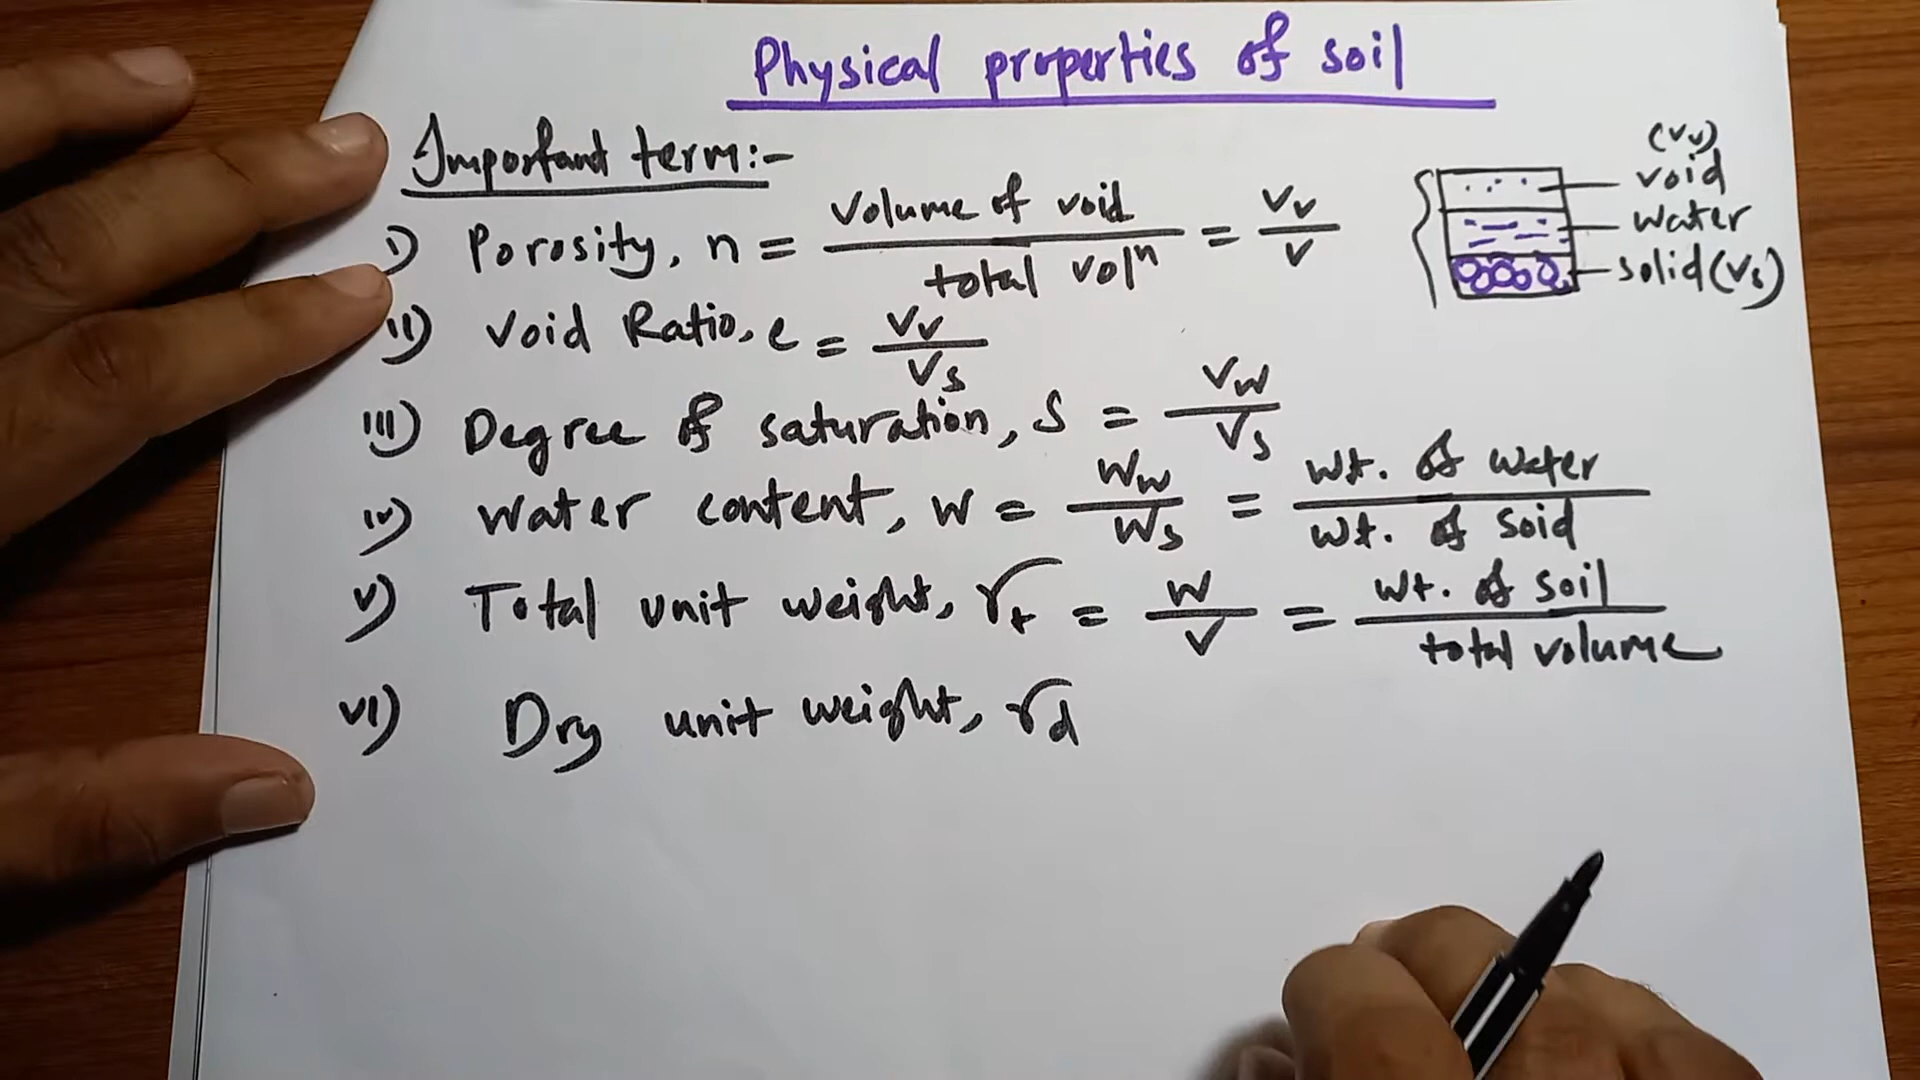 Physical properties of soil
Important term:-
i) Porosity, n = volume of void / total volⁿ = Vv / V
(Vv)
void
water
solid (Vs)
ii) Void Ratio, e = Vv / Vs
iii) Degree of saturation, S = Vw / Vs
iv) Water content, w = Ww / Ws = wt. of water / wt. of soid
v) Total unit weight, γt = W / V = wt. of soil / total volume
vi) Dry unit weight, γd